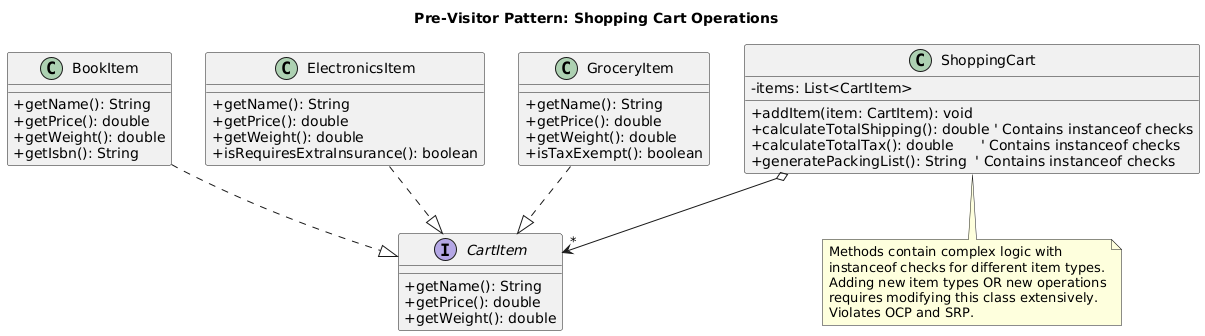 Pre-Visitor Pattern: Shopping Cart Operations
C BookItem
+getName(): String
+getPrice(): double
+getWeight(): double
+getIsbn(): String
C ElectronicsItem
+getName(): String
+getPrice(): double
+getWeight(): double
+isRequiresExtraInsurance(): boolean
C GroceryItem
+getName(): String
+getPrice(): double
+getWeight(): double
+isTaxExempt(): boolean
C ShoppingCart
-items: List<CartItem>
+addItem(item: CartItem): void
+calculateTotalShipping(): double ' Contains instanceof checks
+calculateTotalTax(): double ' Contains instanceof checks
+generatePackingList(): String ' Contains instanceof checks
*
I CartItem
+getName(): String
+getPrice(): double
+getWeight(): double
Methods contain complex logic with
instanceof checks for different item types.
Adding new item types OR new operations
requires modifying this class extensively.
Violates OCP and SRP.